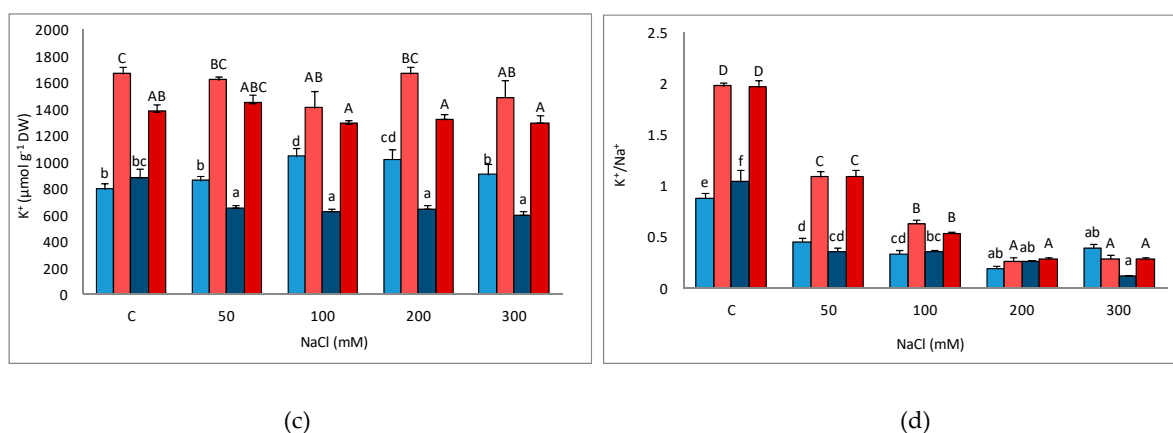 2000
1800
1600
1400
1200
1000
800
600
400
200
0
K⁺ (µmol g⁻¹ DW)
b
C
bc
AB
b
BC
a
ABC
d
AB
a
A
cd
BC
a
A
b
AB
a
A
C 50 100 200 300
NaCl (mM)
(c)
2.5
2
1.5
1
0.5
0
K⁺/Na⁺
e
D
f
D
d
C
cd
C
cd
B
bc
B
ab
A
ab
A
ab
A
a
A
C 50 100 200 300
NaCl (mM)
(d)